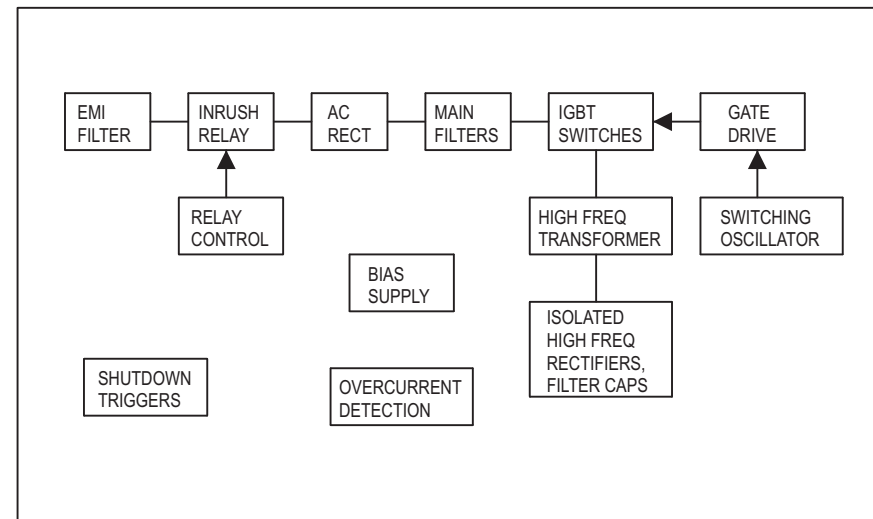 EMI
FILTER
INRUSH
RELAY
AC
RECT
MAIN
FILTERS
IGBT
SWITCHES
GATE
DRIVE
RELAY
CONTROL
HIGH FREQ
TRANSFORMER
SWITCHING
OSCILLATOR
BIAS
SUPPLY
ISOLATED
HIGH FREQ
RECTIFIERS,
FILTER CAPS
SHUTDOWN
TRIGGERS
OVERCURRENT
DETECTION